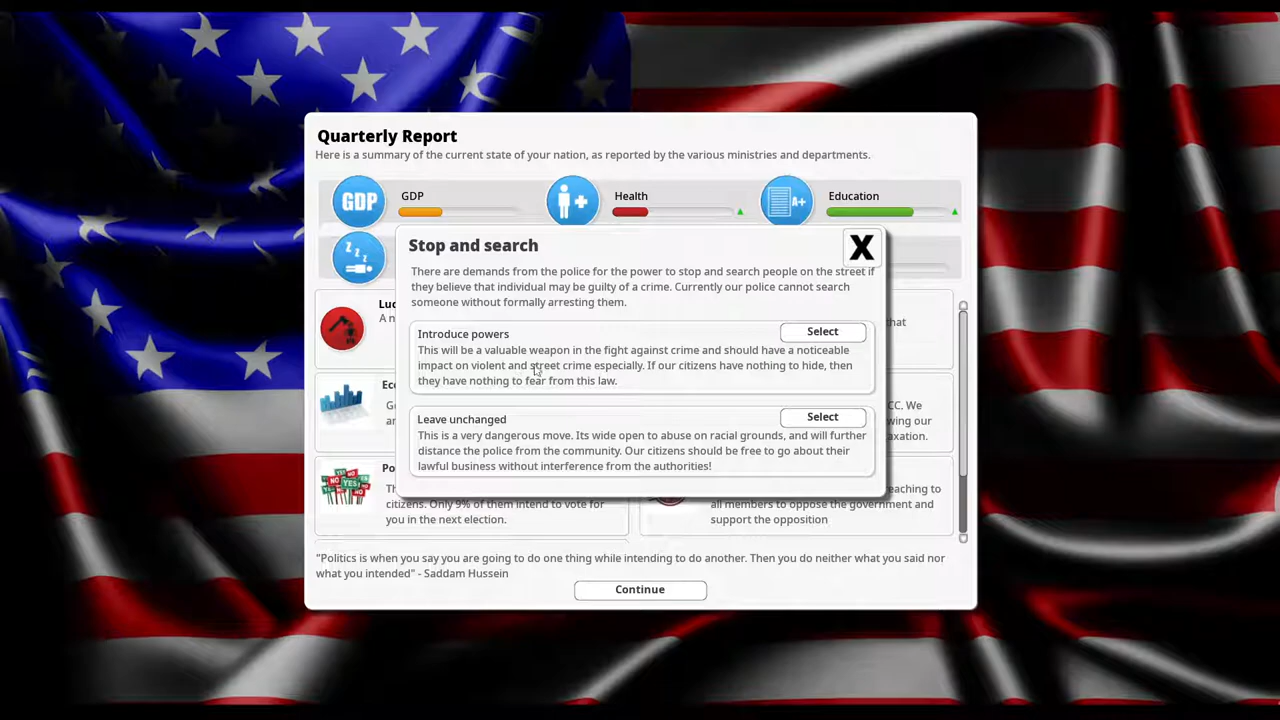 Quarterly Report
Here is a summary of the current state of your nation, as reported by the various ministries and departments.
GDP
GDP
Health
A+
Education
Z Z Z
Stop and search
X
There are demands from the police for the power to stop and search people on the street if
they believe that individual may be guilty of a crime. Currently our police cannot search
someone without formally arresting them.
Introduce powers
Select
This will be a valuable weapon in the fight against crime and should have a noticeable
impact on violent and street crime especially. If our citizens have nothing to hide, then
they have nothing to fear from this law.
Leave unchanged
Select
This is a very dangerous move. Its wide open to abuse on racial grounds, and will further
distance the police from the community. Our citizens should be free to go about their
lawful business without interference from the authorities!
that
CC. We
axation.
NO YES NO
citizens. Only 9% of them intend to vote for
you in the next election.
all members to oppose the government and
support the opposition
"Politics is when you say you are going to do one thing while intending to do another. Then you do neither what you said nor
what you intended" - Saddam Hussein
Continue